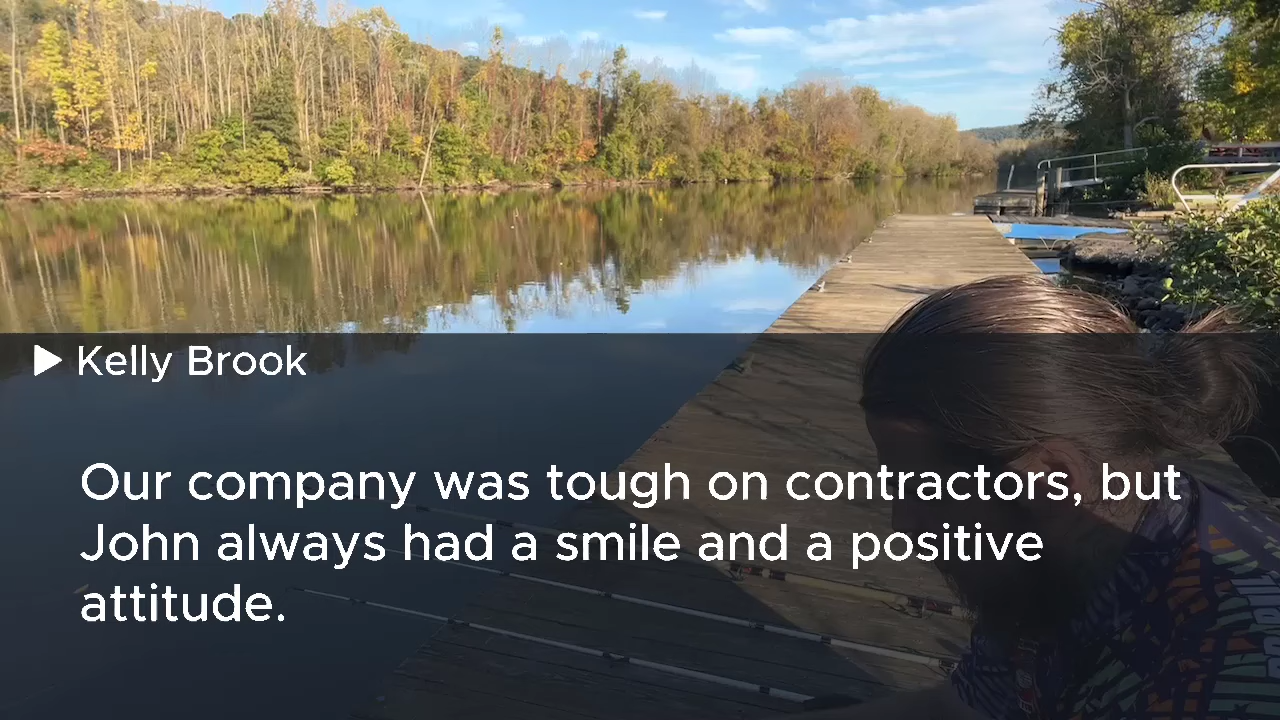 Kelly Brook
Our company was tough on contractors, but
John always had a smile and a positive
attitude.